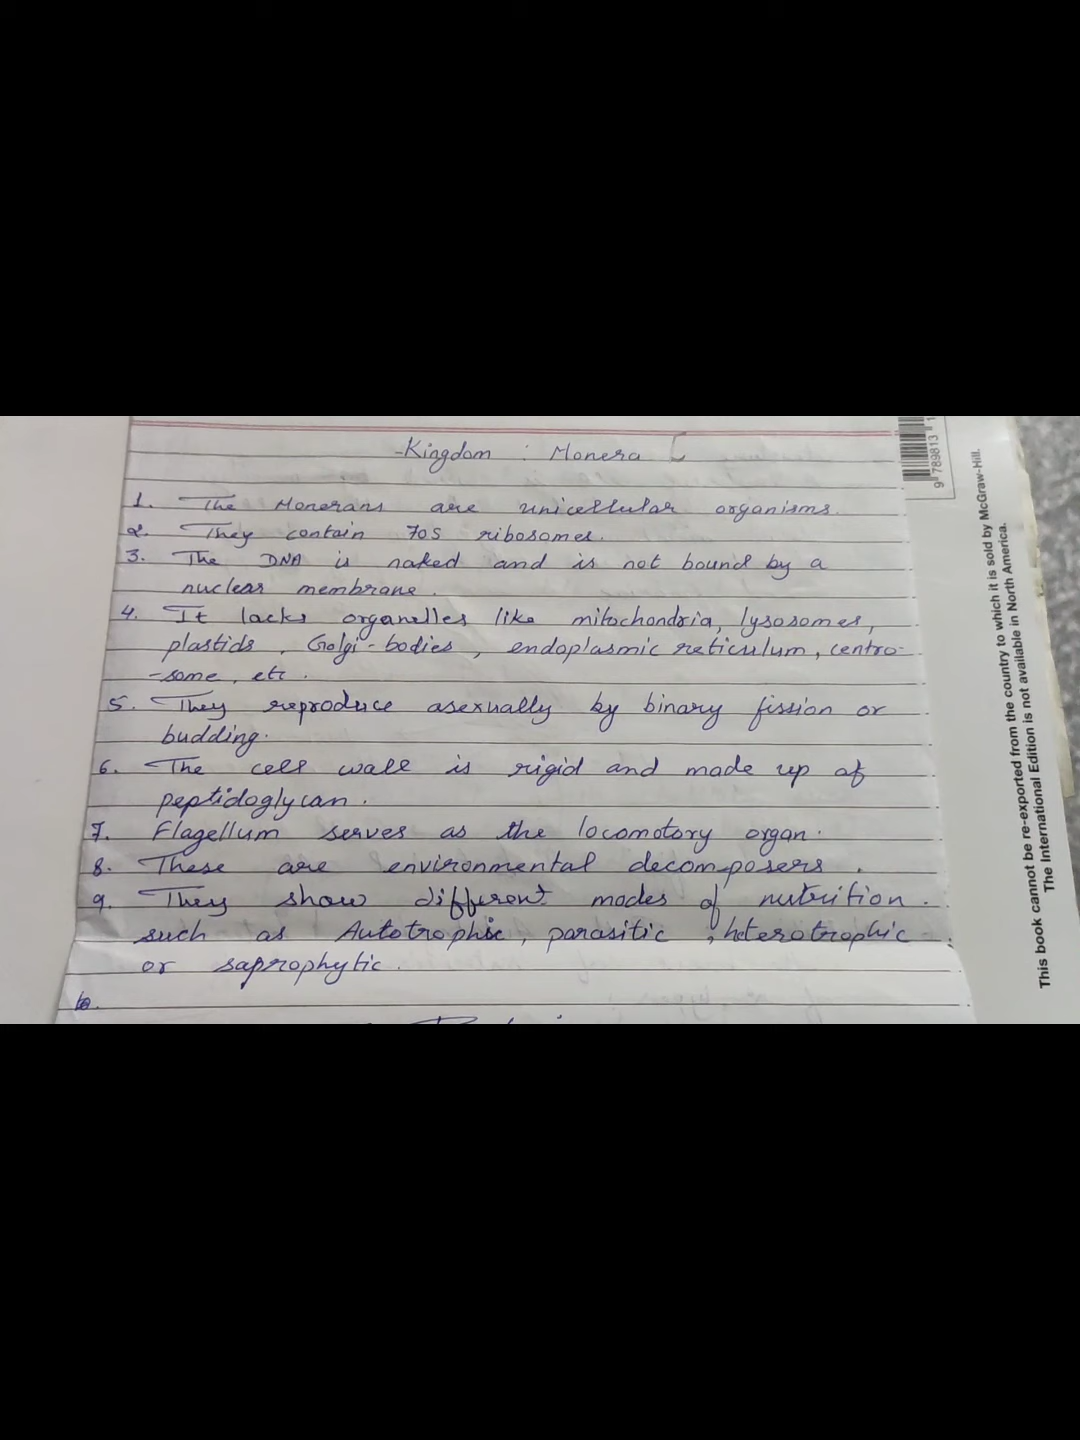 Kingdom : Monera [
1. The Monerans are unicellular organisms.
2. They contain 70S ribosomes.
3. The DNA is naked and is not bound by a
nuclear membrane.
4. It lacks organelles like mitochondria, lysosomes,
plastids, Golgi-bodies, endoplasmic reticulum, centro-
-some, etc.
5. They reproduce asexually by binary fission or
budding.
6. The cell wall is rigid and made up of
peptidoglycan.
7. Flagellum serves as the locomotory organ.
8. These are environmental decomposers.
9. They show different modes of nutrition.
such as Autotrophic, parasitic, heterotrophic
or saprophytic.
10.
9 789813 1
This book cannot be re-exported from the country to which it is sold by McGraw-Hill.
The International Edition is not available in North America.